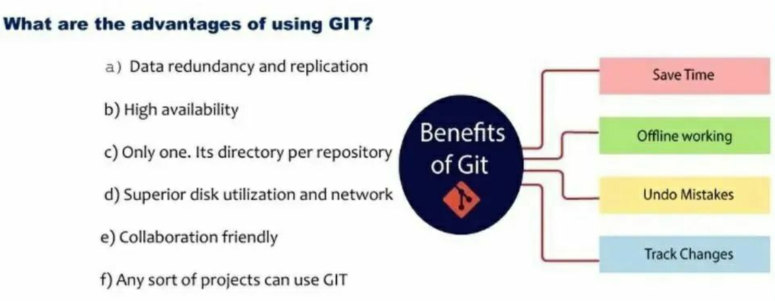 What are the advantages of using GIT?
a) Data redundancy and replication
b) High availability
c) Only one. Its directory per repository
d) Superior disk utilization and network
e) Collaboration friendly
f) Any sort of projects can use GIT
Benefits
of Git
Save Time
Offline working
Undo Mistakes
Track Changes